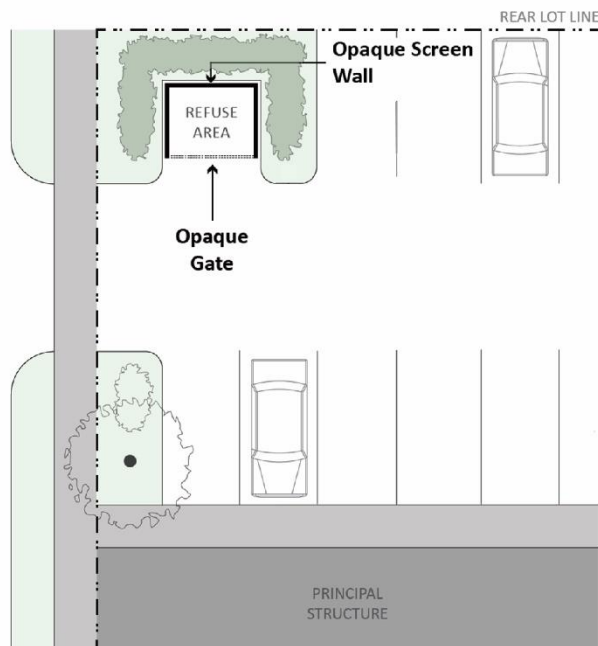 REAR LOT LINE
Opaque Screen
Wall
REFUSE
AREA
Opaque
Gate
PRINCIPAL
STRUCTURE